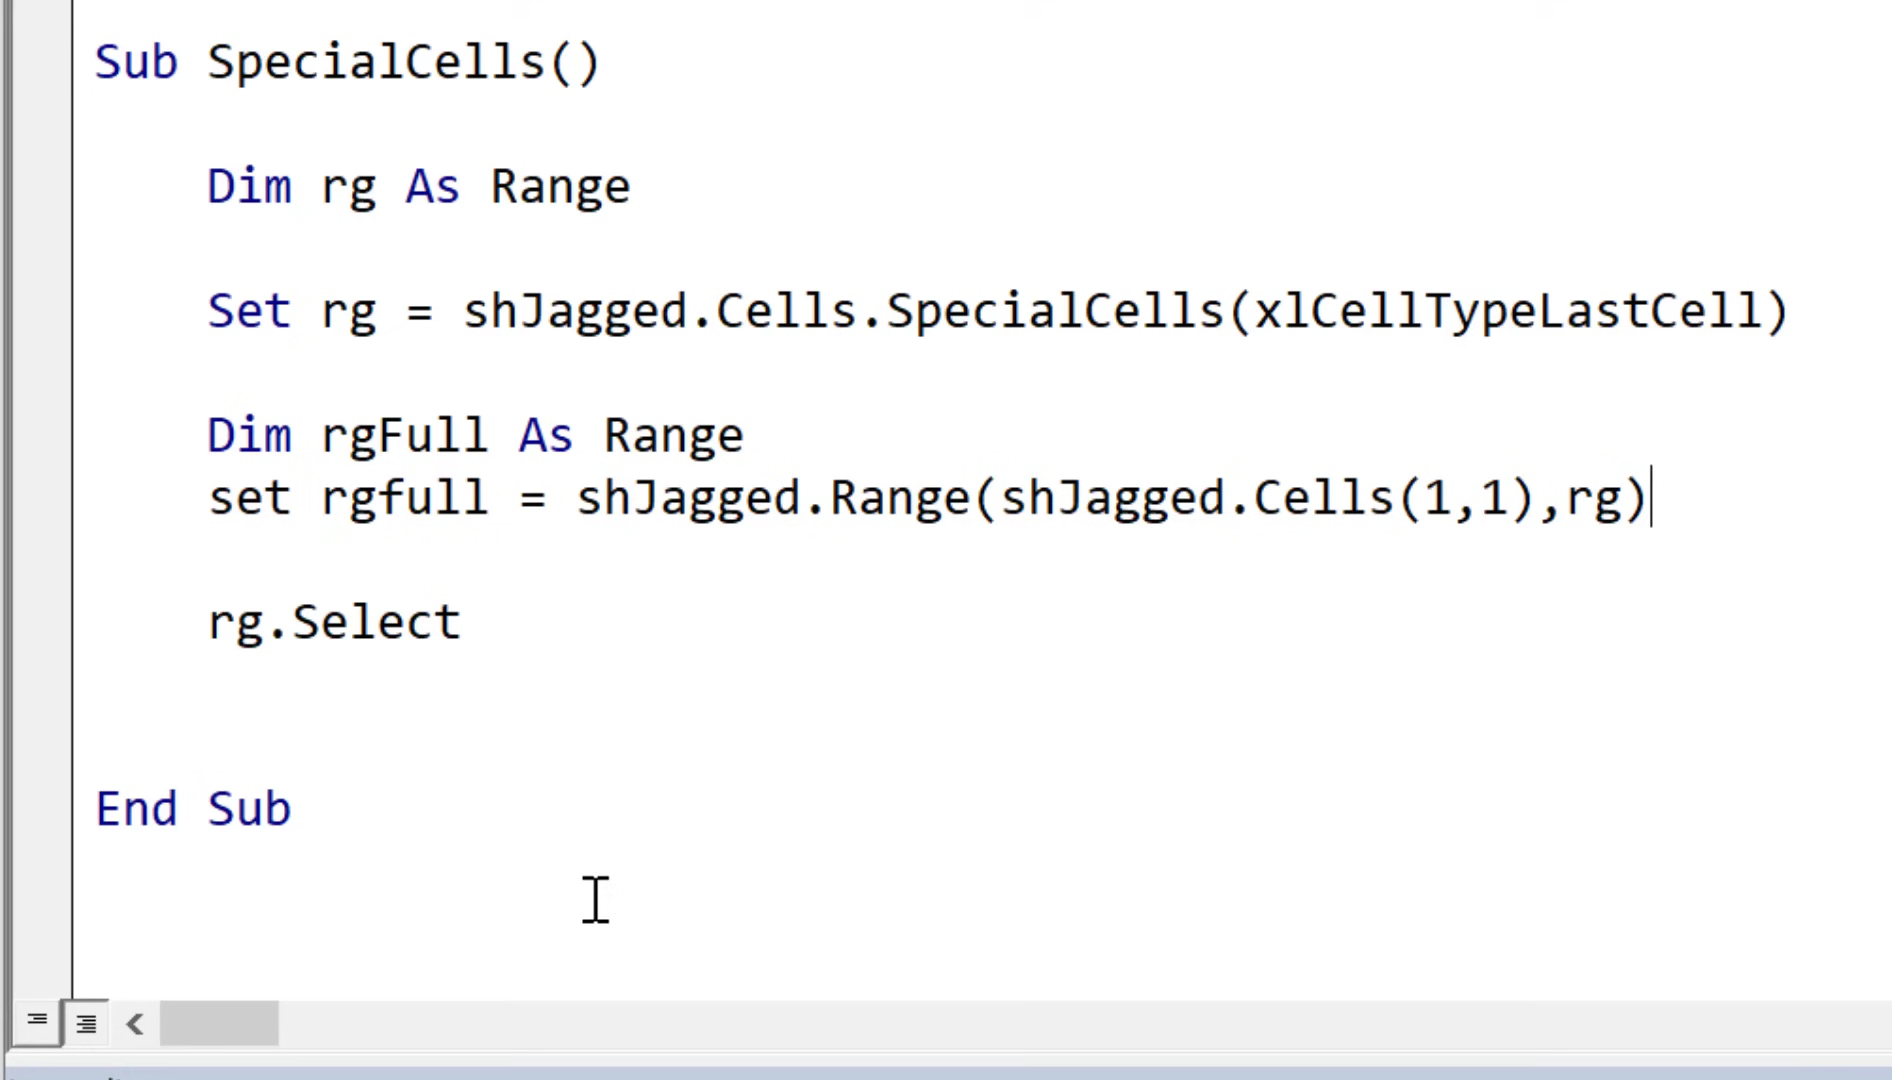 Sub SpecialCells()
Dim rg As Range
Set rg = shJagged.Cells.SpecialCells(xlCellTypeLastCell)
Dim rgFull As Range
set rgfull = shJagged.Range(shJagged.Cells(1,1),rg)
rg.Select
End Sub